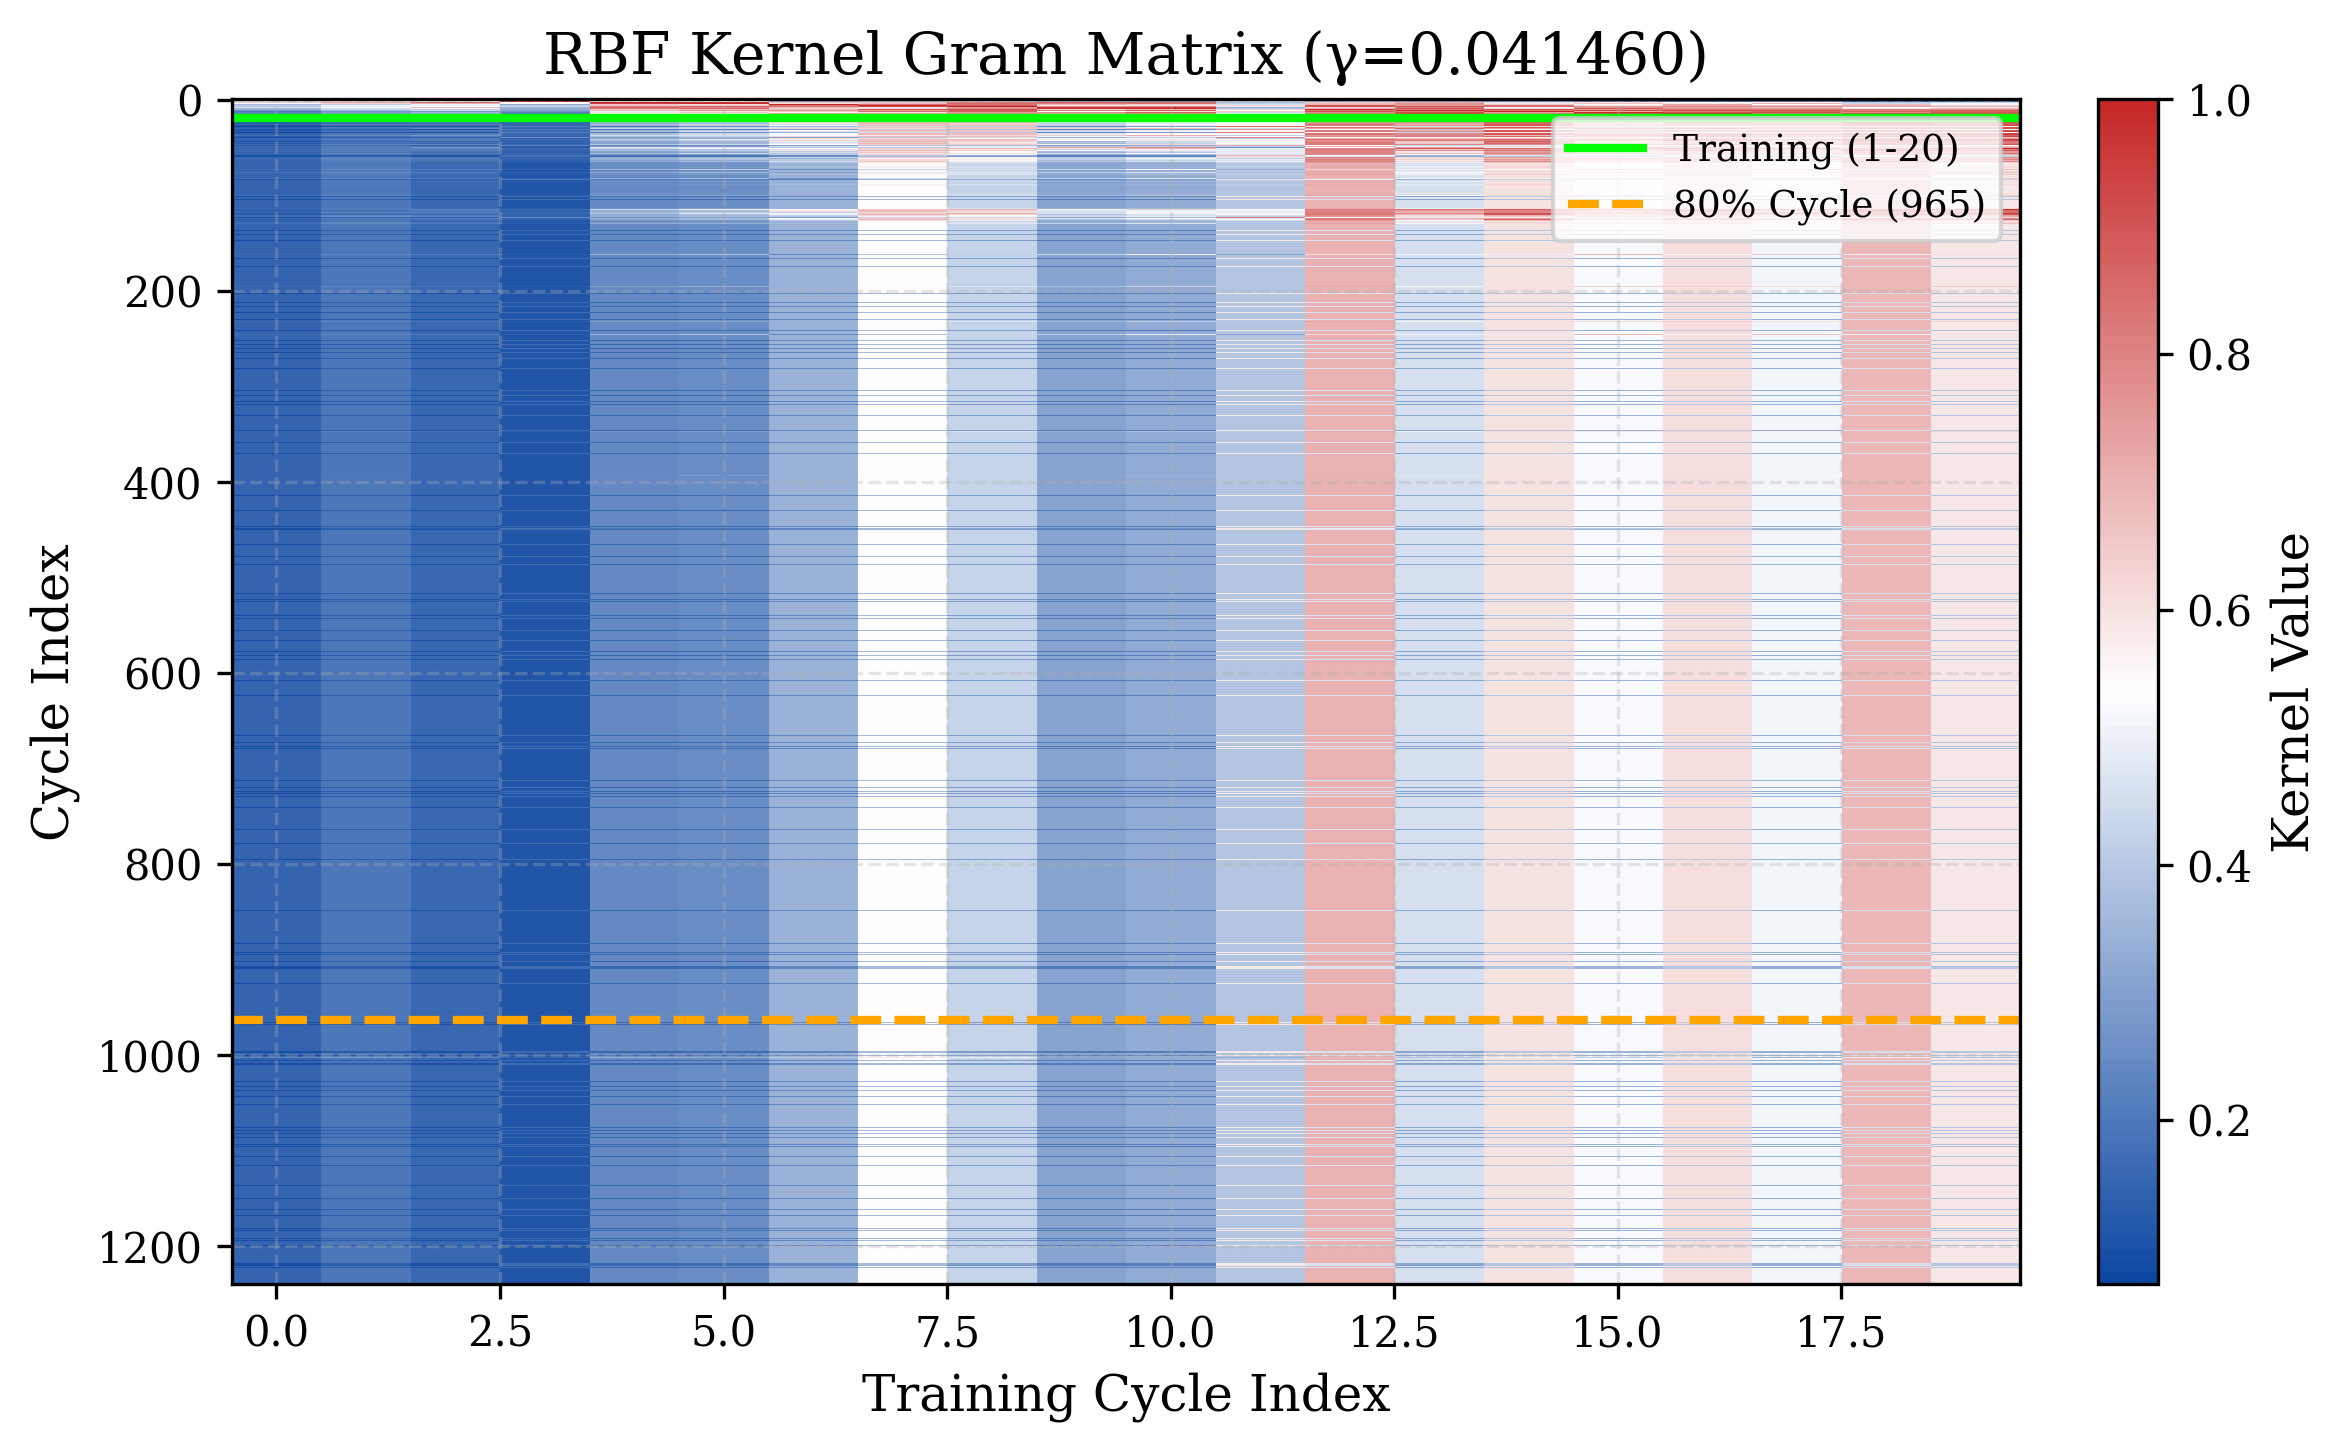 RBF Kernel Gram Matrix (γ=0.041460)
0
200
400
600
800
1000
1200
Cycle Index
Training (1-20)
80% Cycle (965)
0.0 2.5 5.0 7.5 10.0 12.5 15.0 17.5
Training Cycle Index
1.0
0.8
0.6
0.4
0.2
Kernel Value